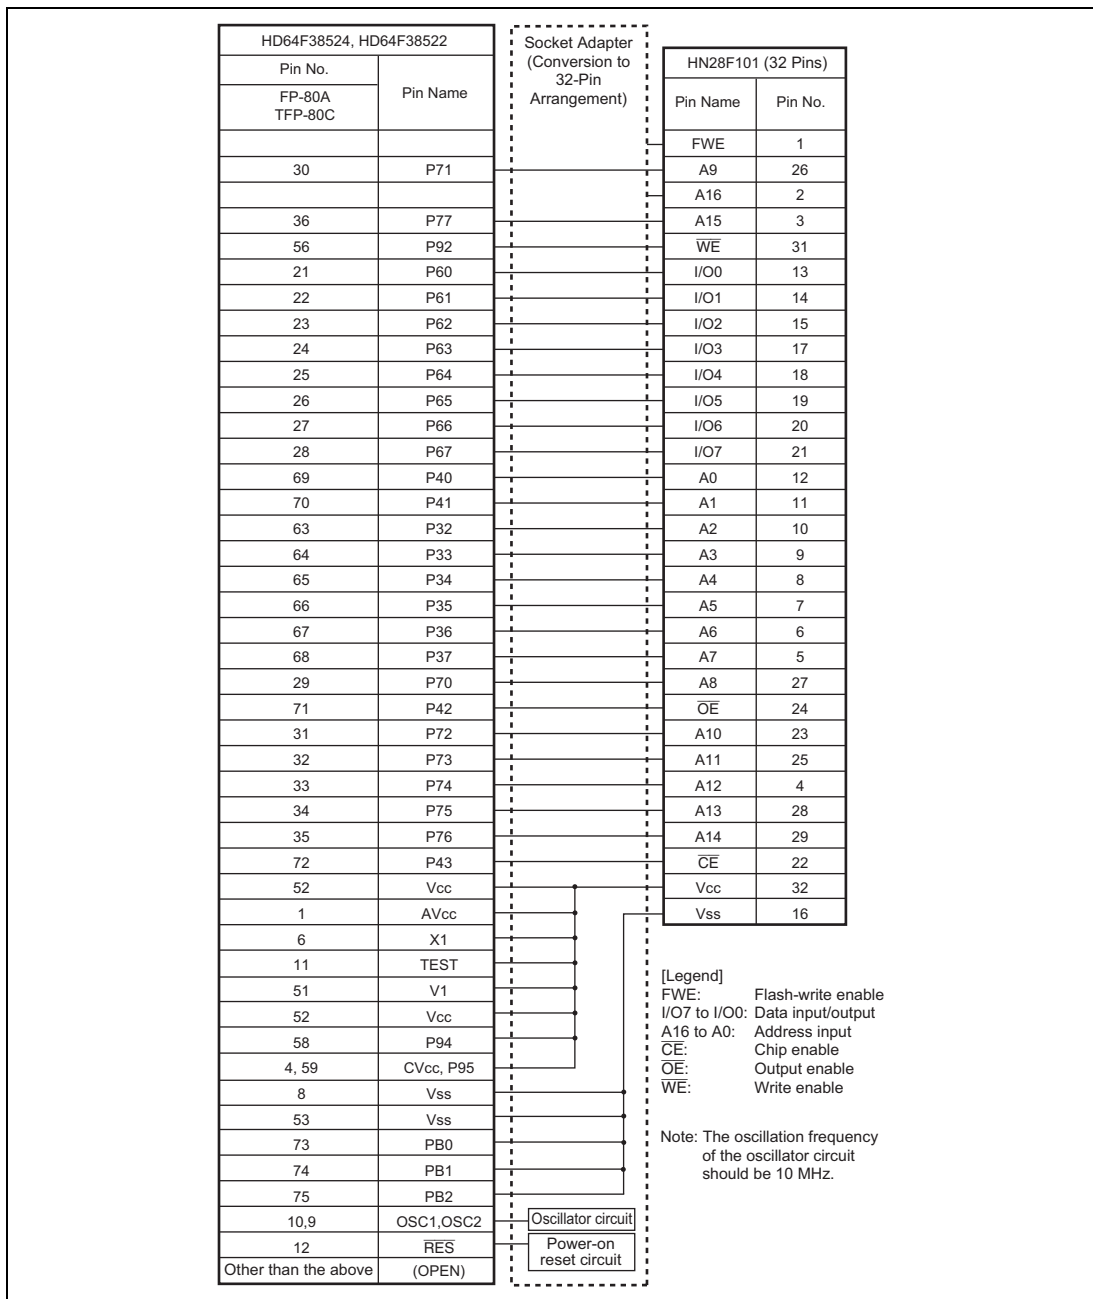 HD64F38524, HD64F38522
Pin No.
Pin Name
FP-80A
TFP-80C
Socket Adapter
(Conversion to
32-Pin
Arrangement)
HN28F101 (32 Pins)
Pin Name Pin No.
FWE 1
30 P71 A9 26
A16 2
36 P77 A15 3
56 P92 WE 31
21 P60 I/O0 13
22 P61 I/O1 14
23 P62 I/O2 15
24 P63 I/O3 17
25 P64 I/O4 18
26 P65 I/O5 19
27 P66 I/O6 20
28 P67 I/O7 21
69 P40 A0 12
70 P41 A1 11
63 P32 A2 10
64 P33 A3 9
65 P34 A4 8
66 P35 A5 7
67 P36 A6 6
68 P37 A7 5
29 P70 A8 27
71 P42 OE 24
31 P72 A10 23
32 P73 A11 25
33 P74 A12 4
34 P75 A13 28
35 P76 A14 29
72 P43 CE 22
52 Vcc Vcc 32
1 AVcc Vss 16
6 X1
11 TEST
51 V1
52 Vcc
58 P94
4, 59 CVcc, P95
8 Vss
53 Vss
73 PB0
74 PB1
75 PB2
10,9 OSC1,OSC2 Oscillator circuit
12 RES Power-on
reset circuit
Other than the above (OPEN)
[Legend]
FWE: Flash-write enable
I/O7 to I/O0: Data input/output
A16 to A0: Address input
CE: Chip enable
OE: Output enable
WE: Write enable
Note: The oscillation frequency
of the oscillator circuit
should be 10 MHz.